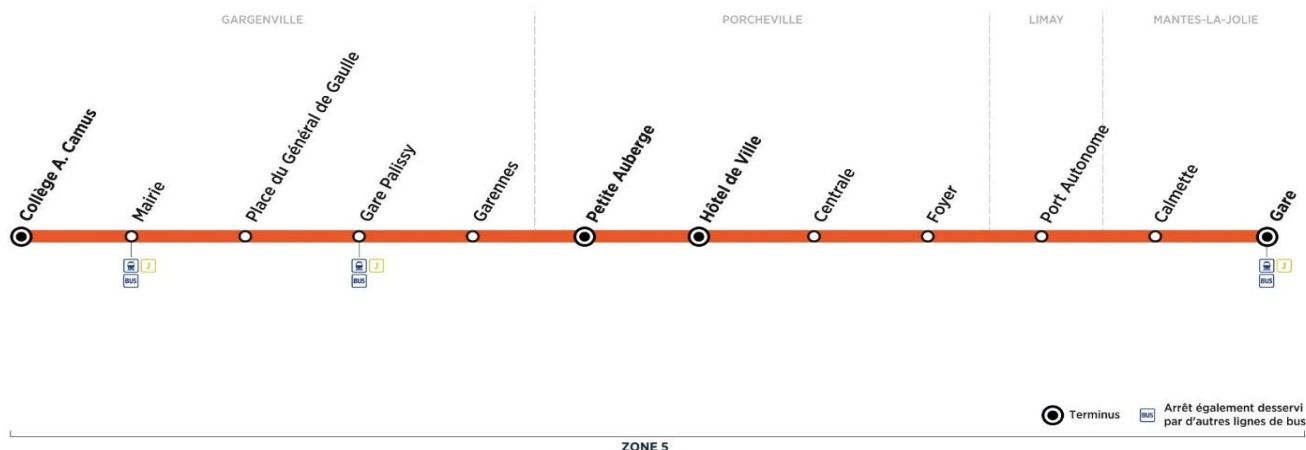 GARGENVILLE
PORCHEVILLE
LIMAY
MANTES-LA-JOLIE
Collège A. Camus
Mairie
Place du Général de Gaulle
Gare Palissy
Garennes
Petite Auberge
Hôtel de Ville
Centrale
Foyer
Port Autonome
Calmette
Gare
J
BUS
J
BUS
J
BUS
Terminus
BUS
Arrêt également desservi
par d'autres lignes de bus
ZONE 5